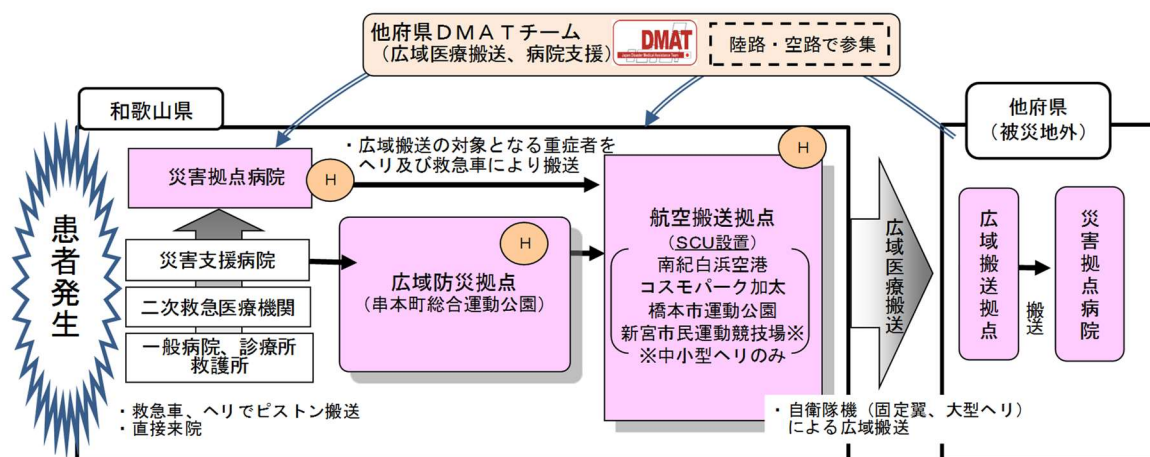 他府県DMATチーム
（広域医療搬送、病院支援）
DMAT
陸路・空路で参集
和歌山県
他府県
（被災地外）
患者発生
災害拠点病院
H
・広域搬送の対象となる重症者を
ヘリ及び救急車により搬送
H
災害支援病院
二次救急医療機関
一般病院、診療所
救護所
H
広域防災拠点
（串本町総合運動公園）
航空搬送拠点
（SCU設置）
南紀白浜空港
コスモパーク加太
橋本市運動公園
新宮市民運動競技場※
※中小型ヘリのみ
広域医療搬送
広域搬送拠点
搬送
災害拠点病院
・救急車、ヘリでピストン搬送
・直接来院
・自衛隊機（固定翼、大型ヘリ）
による広域搬送